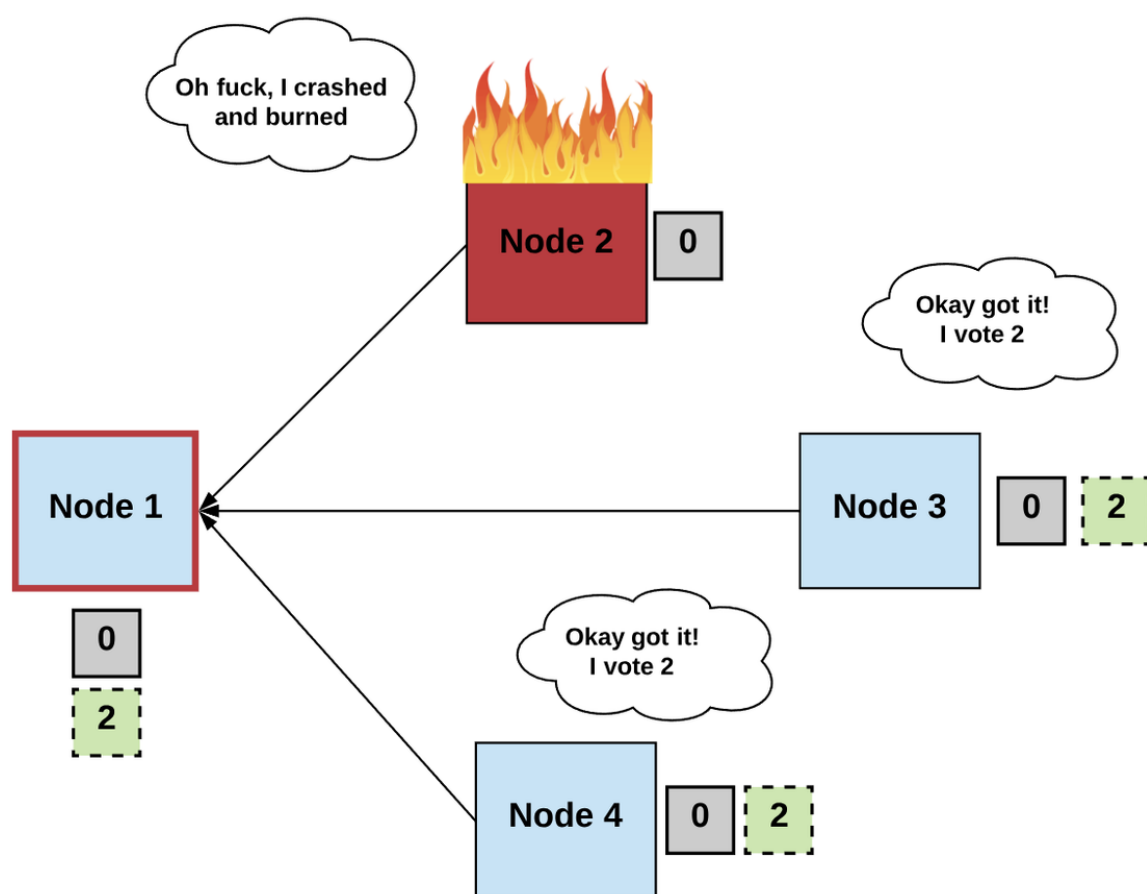 Oh fuck, I crashed
and burned
Node 2
0
Okay got it!
I vote 2
Node 1
Node 3
0
2
0
2
Okay got it!
I vote 2
Node 4
0
2